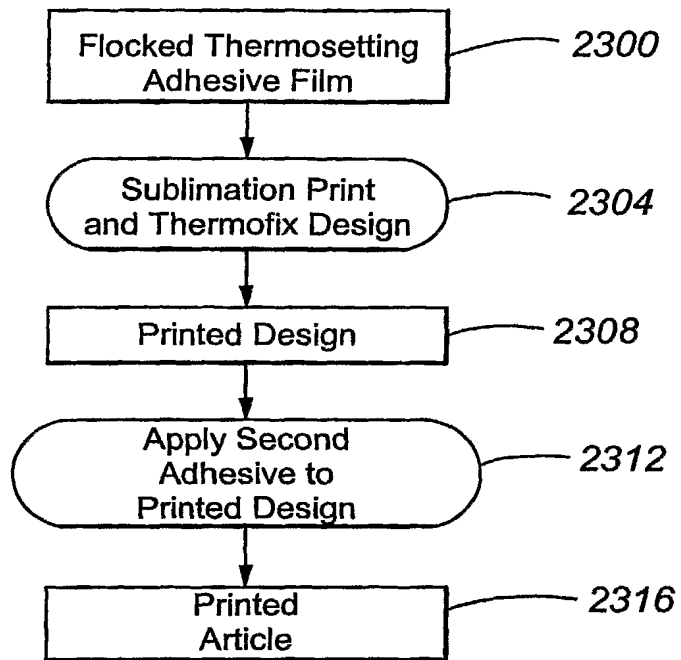 Flocked Thermosetting
Adhesive Film
2300
Sublimation Print
and Thermofix Design
2304
Printed Design
2308
Apply Second
Adhesive to
Printed Design
2312
Printed
Article
2316